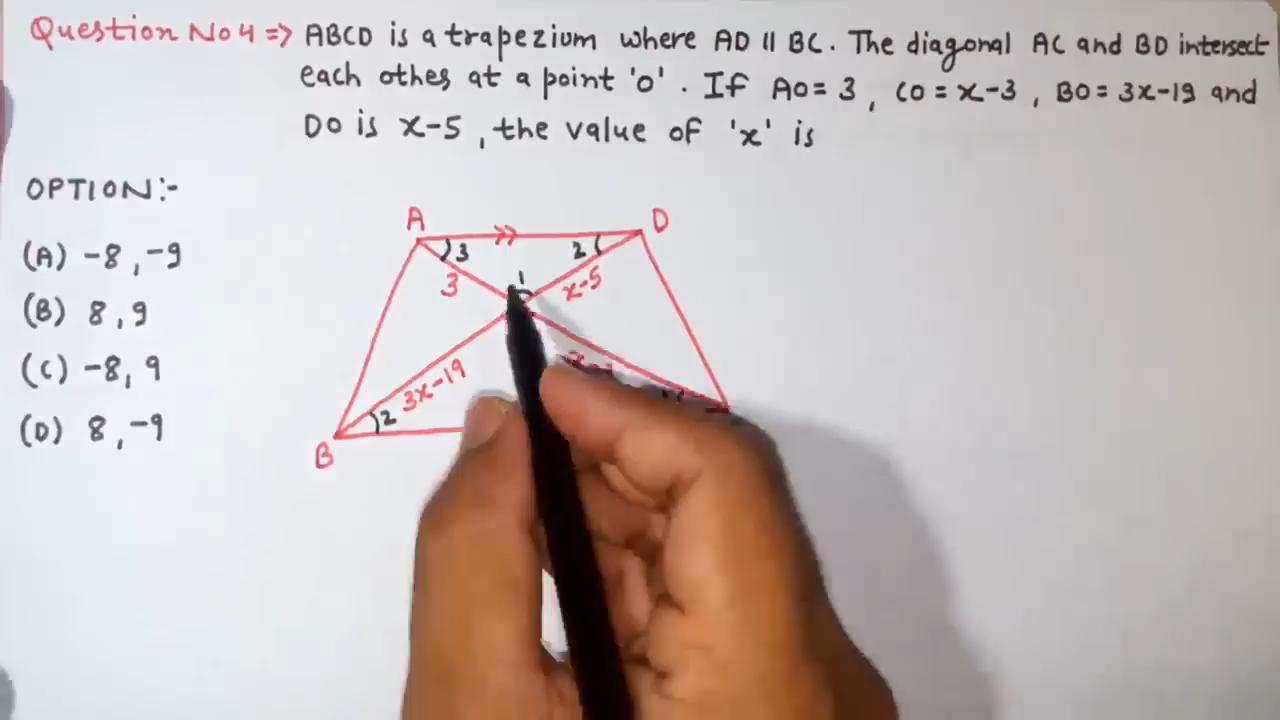 Question No 4 => ABCD is a trapezium where AD || BC. The diagonal AC and BD intersect
each othes at a point 'O'. If AO = 3, CO = x-3, BO = 3x-19 and
DO is x-5, the value of 'x' is
OPTION:-
(A) -8, -9
(B) 8, 9
(C) -8, 9
(D) 8, -9
A
D
3
2
1
3
x-5
3x-19
2
B